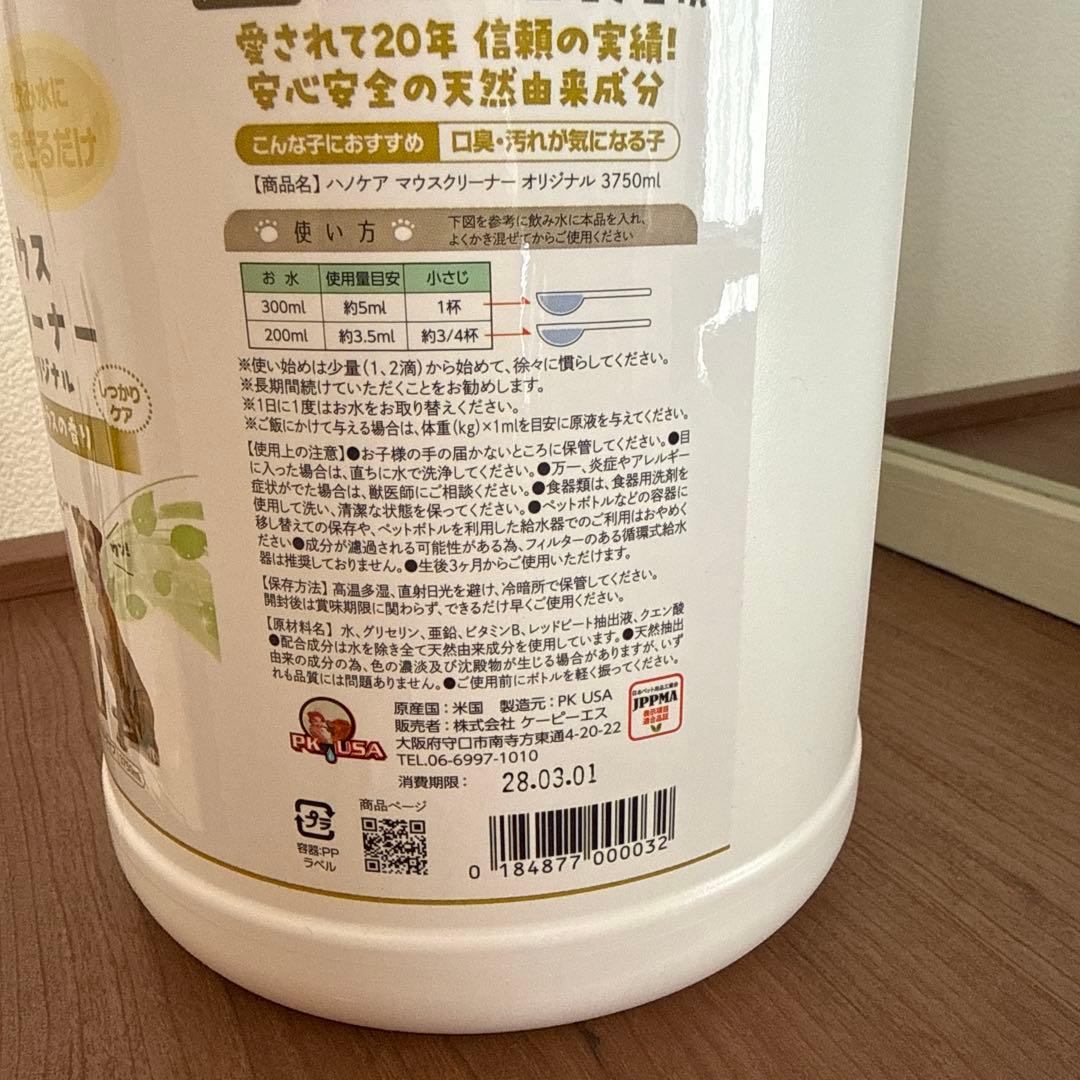 愛されて20年 信頼の実績!
安心安全の天然由来成分
こんな子におすすめ 口臭・汚れが気になる子
【商品名】ハノケア マウスクリーナー オリジナル 3750ml
使い方 下図を参考に飲み水に本品を入れ、
よくかき混ぜてからご使用ください
お水 使用量目安 小さじ
300ml 約5ml 1杯
200ml 約3.5ml 約3/4杯
※使い始めは少量(1、2滴)から始めて、徐々に慣らしてください。
※長期間続けていただくことをお勧めします。
※1日に1度はお水をお取り替えください。
※ご飯にかけて与える場合は、体重(kg)×1mlを目安に原液を与えてください。
【使用上の注意】●お子様の手の届かないところに保管してください。●目
に入った場合は、直ちに水で洗浄してください。●万一、炎症やアレルギー
症状がでた場合は、獣医師にご相談ください。●食器類は、食器用洗剤を
使用して洗い、清潔な状態を保ってください。●ペットボトルなどの容器に
移し替えての保存や、ペットボトルを利用した給水器でのご利用はおやめく
ださい●成分が濾過される可能性がある為、フィルターのある循環式給水
器は推奨しておりません。●生後3ヶ月からご使用いただけます。
【保存方法】高温多湿、直射日光を避け、冷暗所で保管してください。
開封後は賞味期限に関わらず、できるだけ早くご使用ください。
【原材料名】水、グリセリン、亜鉛、ビタミンB、レッドビート抽出液、クエン酸
●配合成分は水を除き全て天然由来成分を使用しています。●天然抽出
由来の成分の為、色の濃淡及び沈殿物が生じる場合がありますが、いず
れも品質には問題ありません。●ご使用前にボトルを軽く振ってください。
PK USA
原産国:米国 製造元:PK USA
販売者:株式会社 ケーピーエス
大阪府守口市南寺方東通4-20-22
TEL.06-6997-1010
日本ペット用品工業会
JPPMA
表示項目
適合品証
消費期限: 28.03.01
プラ
容器:PP
ラベル
商品ページ
0 184877 000032
水に
るだけ
ウス
ーナー
ジナル
しっかり
ケア
の香り